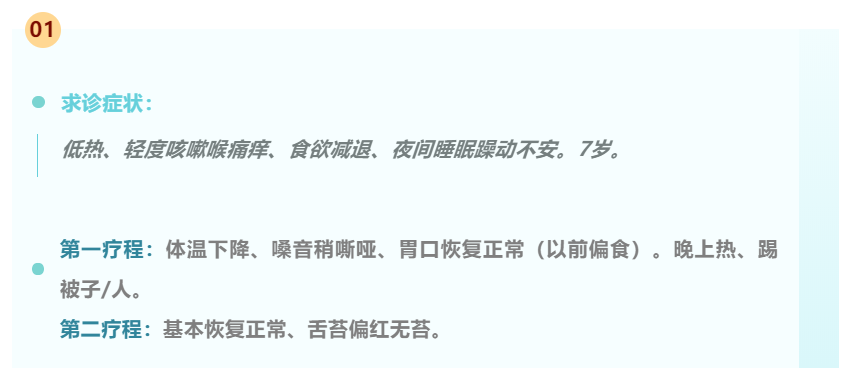 01
求诊症状：
低热、轻度咳嗽喉痛痒、食欲减退、夜间睡眠躁动不安。7岁。
第一疗程：体温下降、嗓音稍嘶哑、胃口恢复正常（以前偏食）。晚上热、踢
被子/人。
第二疗程：基本恢复正常、舌苔偏红无苔。